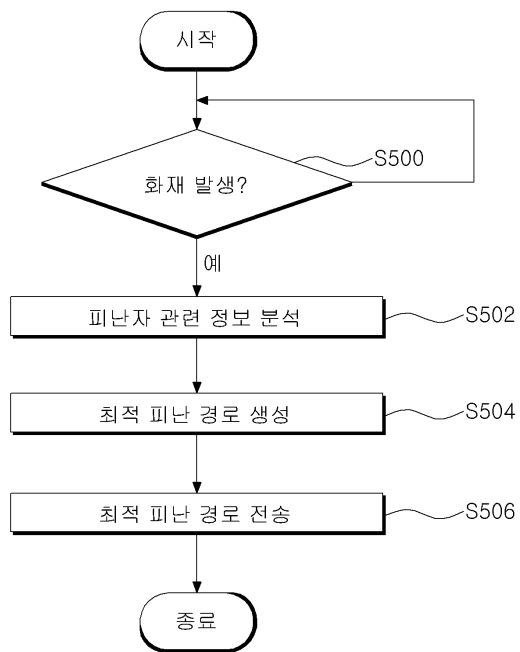 시작
S500
화재 발생?
예
피난자 관련 정보 분석
S502
최적 피난 경로 생성
S504
최적 피난 경로 전송
S506
종료